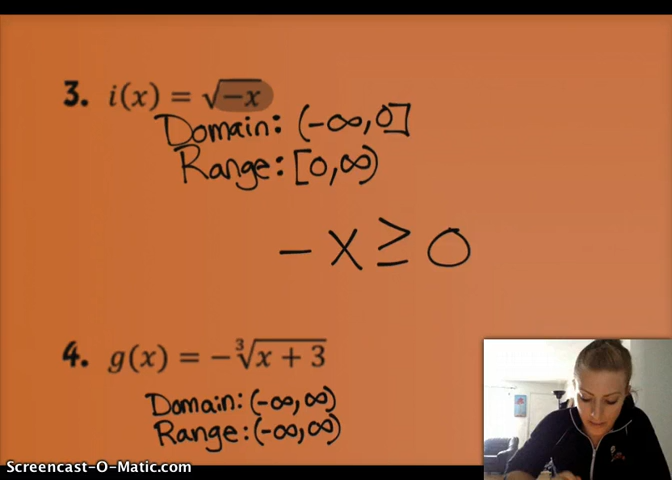 3. i(x) = √−x
Domain: (-∞, 0]
Range: [0, ∞)
-x ≥ 0
4. g(x) = −∛x + 3
Domain: (-∞, ∞)
Range: (-∞, ∞)
Screencast-O-Matic.com